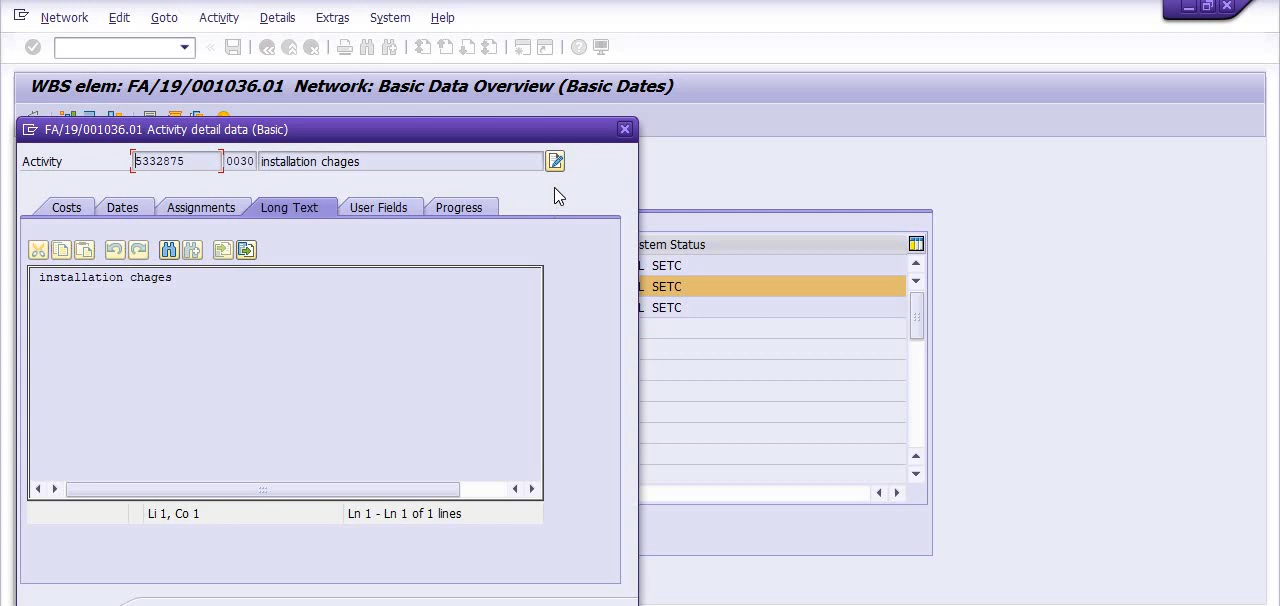 Network Edit Goto Activity Details Extras System Help
WBS elem: FA/19/001036.01 Network: Basic Data Overview (Basic Dates)
FA/19/001036.01 Activity detail data (Basic)
Activity 5332875 0030 installation chages
Costs Dates Assignments Long Text User Fields Progress
installation chages
Li 1, Co 1 Ln 1 - Ln 1 of 1 lines
Status
SETC
SETC
SETC